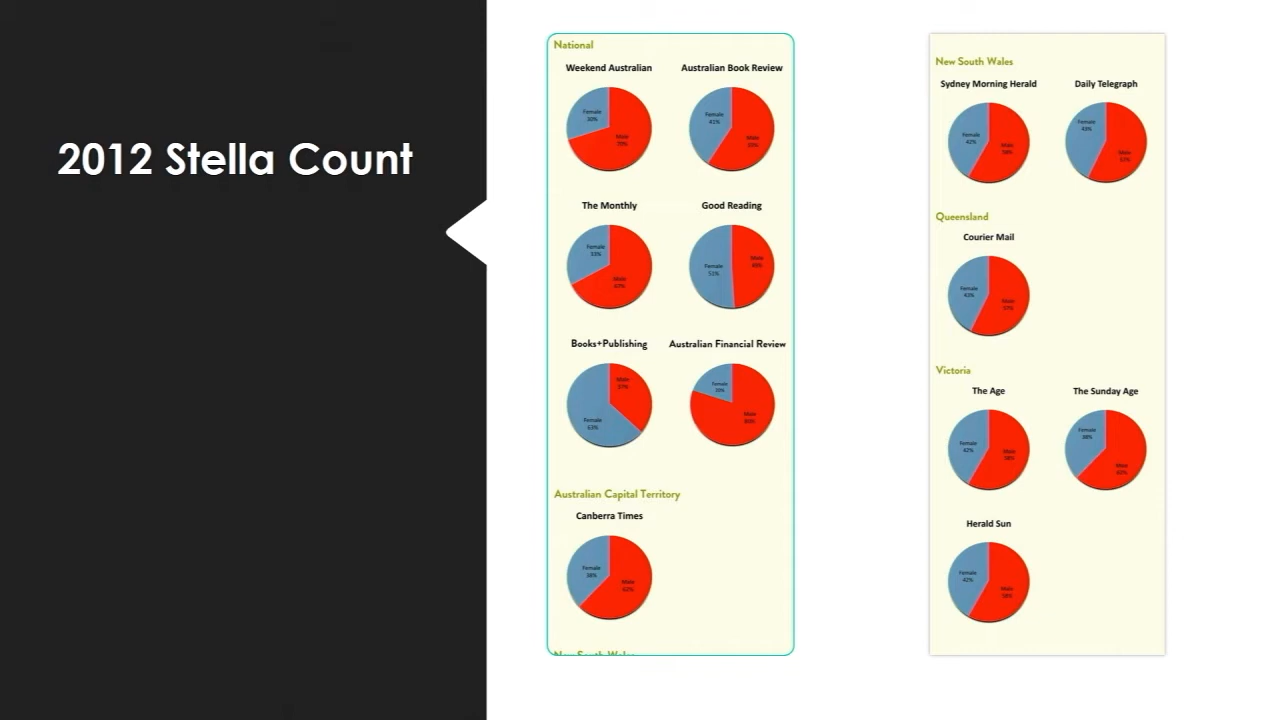 2012 Stella Count
National
Weekend Australian
Female
30%
Male
70%
Australian Book Review
Female
41%
Male
59%
The Monthly
Female
33%
Male
67%
Good Reading
Female
51%
Male
49%
Books+Publishing
Male
37%
Female
63%
Australian Financial Review
Female
20%
Male
80%
Australian Capital Territory
Canberra Times
Female
38%
Male
62%
New South Wales
New South Wales
Sydney Morning Herald
Female
42%
Male
58%
Daily Telegraph
Female
43%
Male
57%
Queensland
Courier Mail
Female
43%
Male
57%
Victoria
The Age
Female
42%
Male
58%
The Sunday Age
Female
38%
Male
62%
Herald Sun
Female
42%
Male
58%